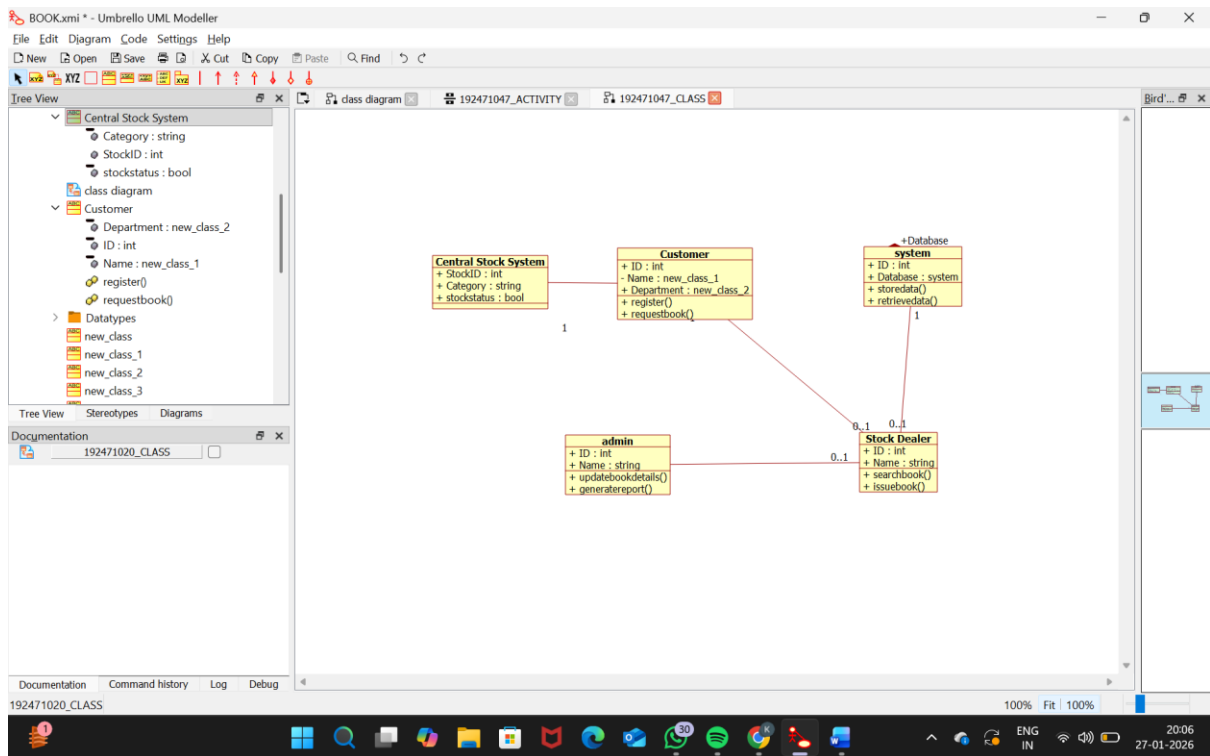 BOOK.xmi * - Umbrello UML Modeller
File Edit Diagram Code Settings Help
New Open Save Cut Copy Paste Find
XYZ
Tree View
class diagram 192471047_ACTIVITY 192471047_CLASS
Bird'...
Central Stock System
Category : string
StockID : int
stockstatus : bool
class diagram
Customer
Department : new_class_2
ID : int
Name : new_class_1
register()
requestbook()
Datatypes
new_class
new_class_1
new_class_2
new_class_3
Tree View Stereotypes Diagrams
Documentation
192471020_CLASS
Documentation Command history Log Debug
Central Stock System
+ StockID : int
+ Category : string
+ stockstatus : bool
Customer
+ ID : int
- Name : new_class_1
+ Department : new_class_2
+ register()
+ requestbook()
1
+Database
system
+ ID : int
+ Database : system
+ storedata()
+ retrievedata()
1
admin
+ ID : int
+ Name : string
+ updatebookdetails()
+ generatereport()
0..1
0..1 0..1
Stock Dealer
+ ID : int
+ Name : string
+ searchbook()
+ issuebook()
192471020_CLASS
100% Fit 100%
1
30
ENG
IN
20:06
27-01-2026